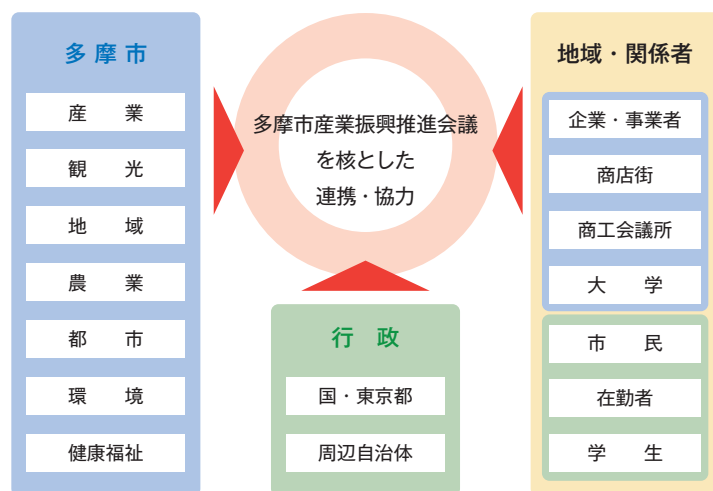 多摩市
産業
観光
地域
農業
都市
環境
健康福祉
多摩市産業振興推進会議
を核とした
連携・協力
行政
国・東京都
周辺自治体
地域・関係者
企業・事業者
商店街
商工会議所
大学
市民
在勤者
学生